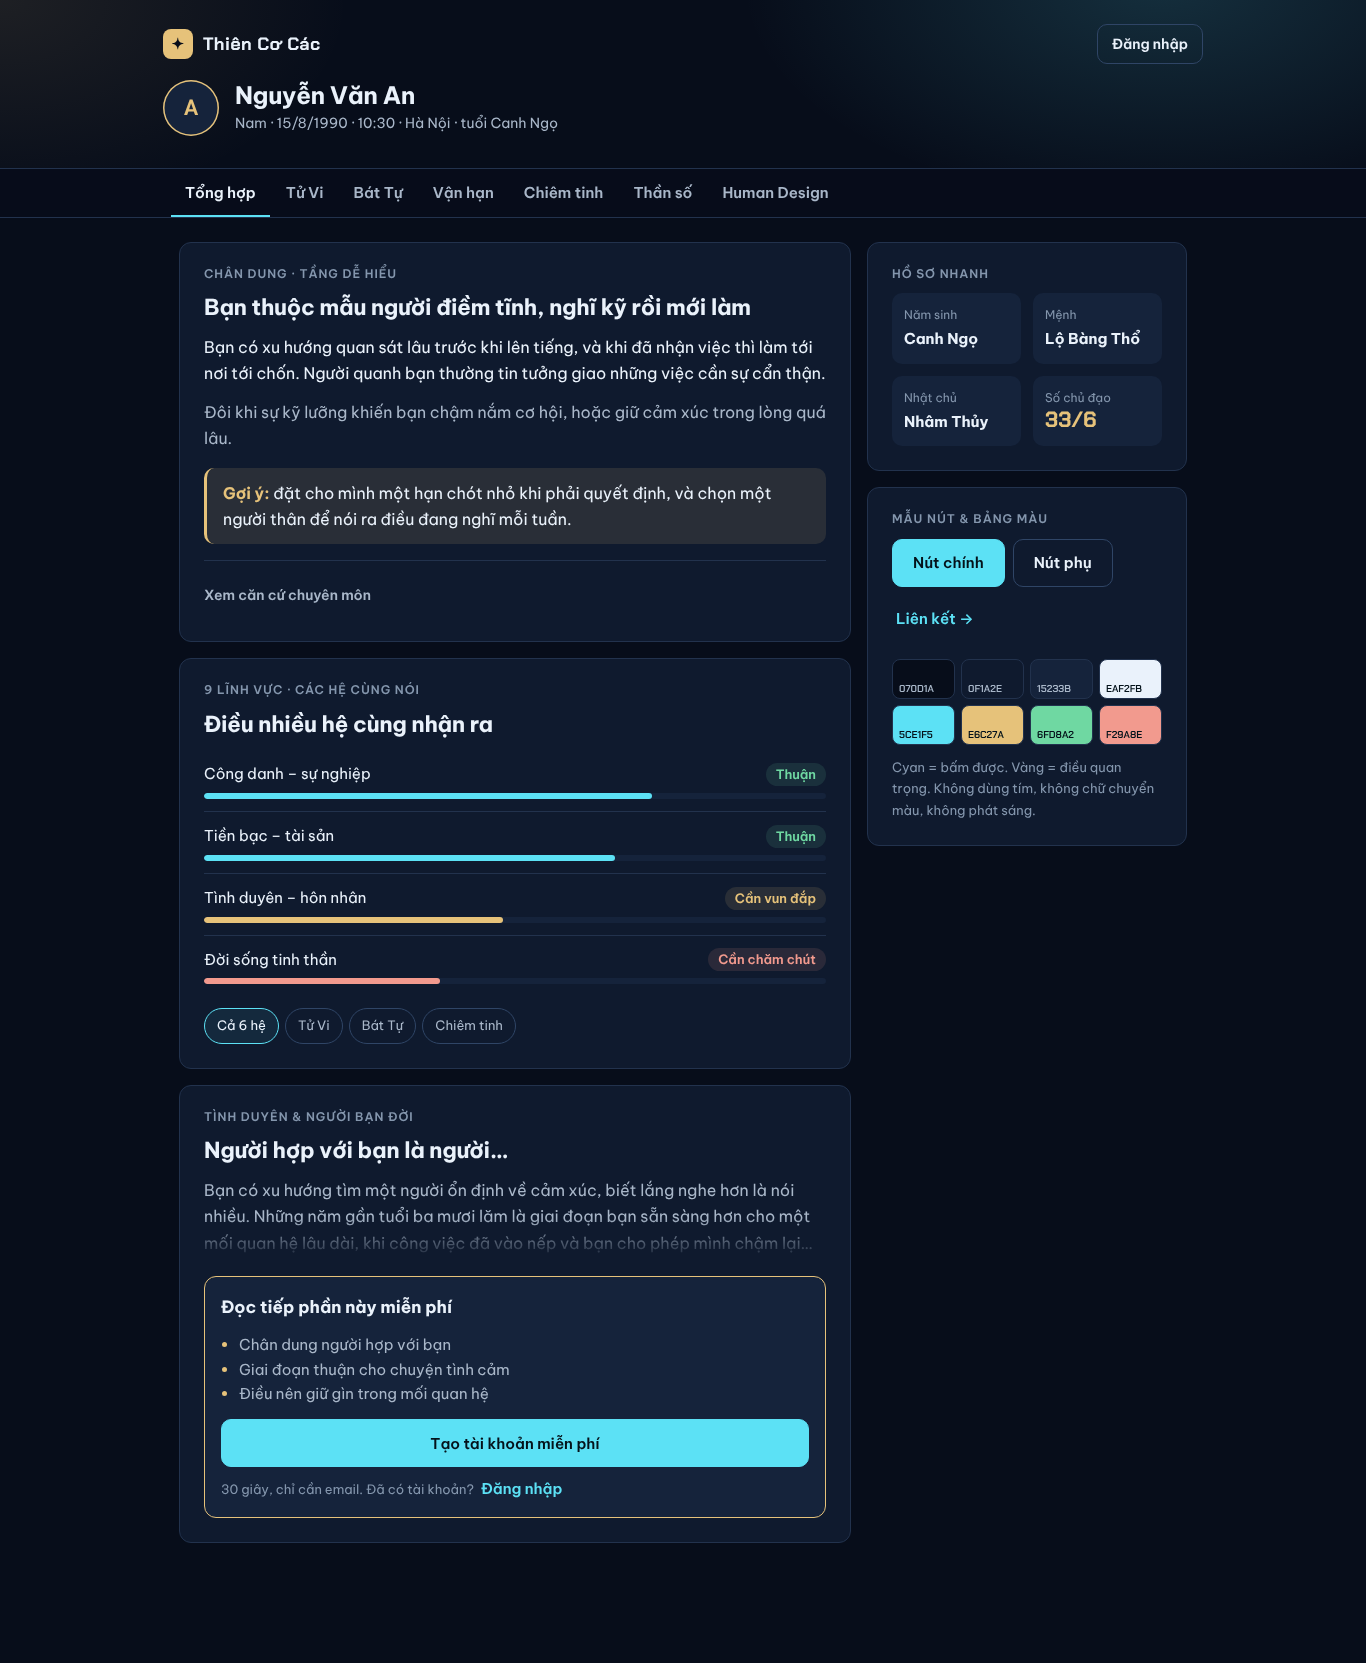 ✦ Thiên Cơ Các
Đăng nhập
A
Nguyễn Văn An
Nam · 15/8/1990 · 10:30 · Hà Nội · tuổi Canh Ngọ
Tổng hợp
Tử Vi
Bát Tự
Vận hạn
Chiêm tinh
Thần số
Human Design
CHÂN DUNG · TẦNG DỄ HIỂU
Bạn thuộc mẫu người điềm tĩnh, nghĩ kỹ rồi mới làm
Bạn có xu hướng quan sát lâu trước khi lên tiếng, và khi đã nhận việc thì làm tới
nơi tới chốn. Người quanh bạn thường tin tưởng giao những việc cần sự cẩn thận.
Đôi khi sự kỹ lưỡng khiến bạn chậm nắm cơ hội, hoặc giữ cảm xúc trong lòng quá
lâu.
Gợi ý: đặt cho mình một hạn chót nhỏ khi phải quyết định, và chọn một
người thân để nói ra điều đang nghĩ mỗi tuần.
Xem căn cứ chuyên môn
9 LĨNH VỰC · CÁC HỆ CÙNG NÓI
Điều nhiều hệ cùng nhận ra
Công danh – sự nghiệp
Thuận
Tiền bạc – tài sản
Thuận
Tình duyên – hôn nhân
Cần vun đắp
Đời sống tinh thần
Cần chăm chút
Cả 6 hệ
Tử Vi
Bát Tự
Chiêm tinh
TÌNH DUYÊN & NGƯỜI BẠN ĐỜI
Người hợp với bạn là người…
Bạn có xu hướng tìm một người ổn định về cảm xúc, biết lắng nghe hơn là nói
nhiều. Những năm gần tuổi ba mươi lăm là giai đoạn bạn sẵn sàng hơn cho một
mối quan hệ lâu dài, khi công việc đã vào nếp và bạn cho phép mình chậm lại…
Đọc tiếp phần này miễn phí
• Chân dung người hợp với bạn
• Giai đoạn thuận cho chuyện tình cảm
• Điều nên giữ gìn trong mối quan hệ
Tạo tài khoản miễn phí
30 giây, chỉ cần email. Đã có tài khoản? Đăng nhập
HỒ SƠ NHANH
Năm sinh
Canh Ngọ
Mệnh
Lộ Bàng Thổ
Nhật chủ
Nhâm Thủy
Số chủ đạo
33/6
MẪU NÚT & BẢNG MÀU
Nút chính
Nút phụ
Liên kết →
070D1A
0F1A2E
15233B
EAF2FB
5CE1F5
E6C27A
6FD8A2
F29A8E
Cyan = bấm được. Vàng = điều quan
trọng. Không dùng tím, không chữ chuyển
màu, không phát sáng.